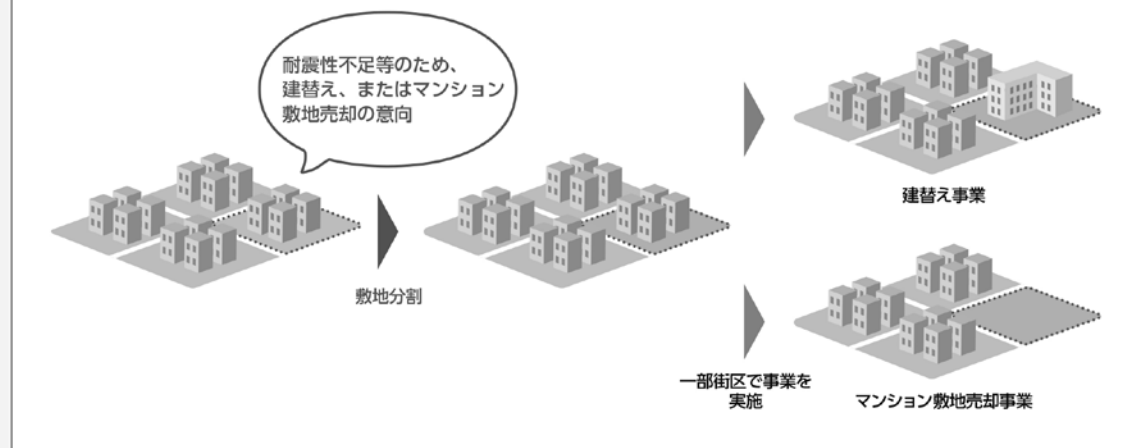 耐震性不足等のため、
建替え、またはマンション
敷地売却の意向
敷地分割
一部街区で事業を
実施
建替え事業
マンション敷地売却事業